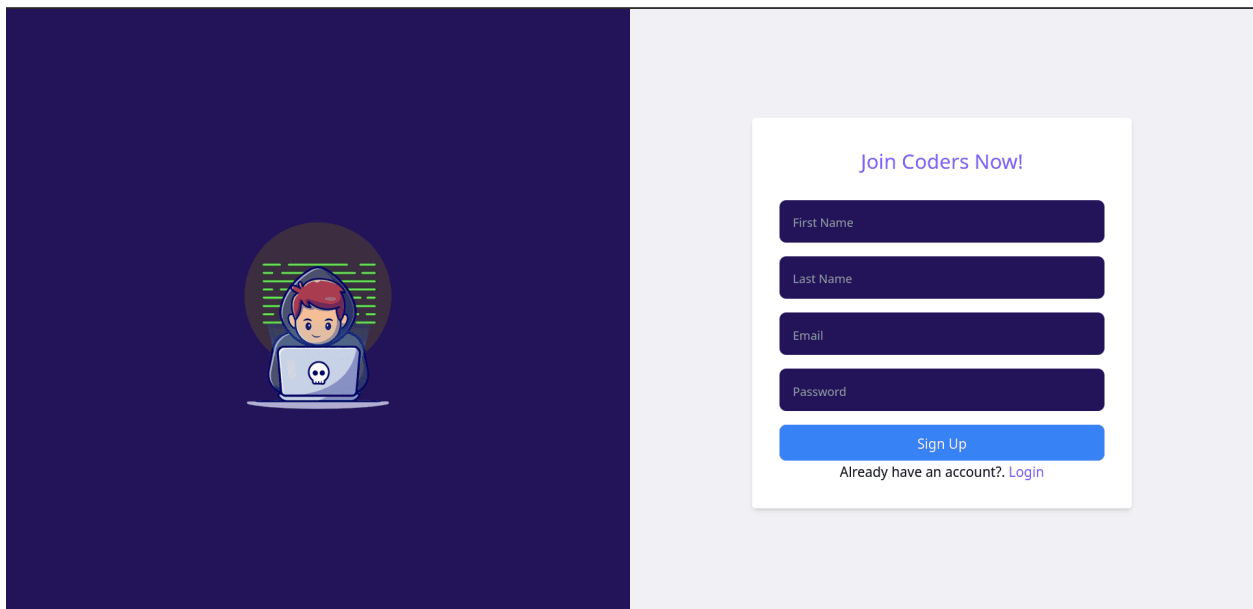 Join Coders Now!
First Name
Last Name
Email
Password
Sign Up
Already have an account?. Login